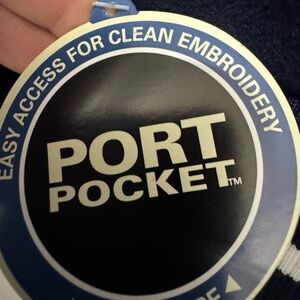 EASY ACCESS FOR CLEAN EMBROIDERY
PORT
POCKET™